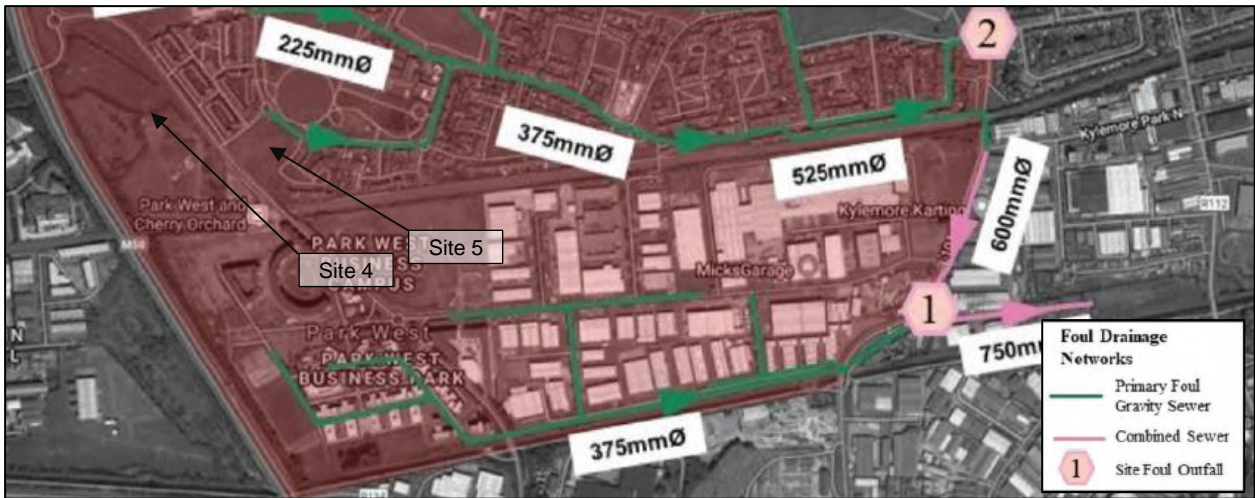 225mmØ
2
Kylemore Park N
375mmØ
525mmØ
R112
600mmØ
Park West and
Cherry Orchard
Kylemore Karting
M50
PARK WEST
BUSINESS
CAMPUS
Site 5
Site 4
MicksGarage
1
Park West
PARK WEST
BUSINESS PARK
750m
375mmØ
Foul Drainage
Networks
Primary Foul
Gravity Sewer
Combined Sewer
1
Site Foul Outfall